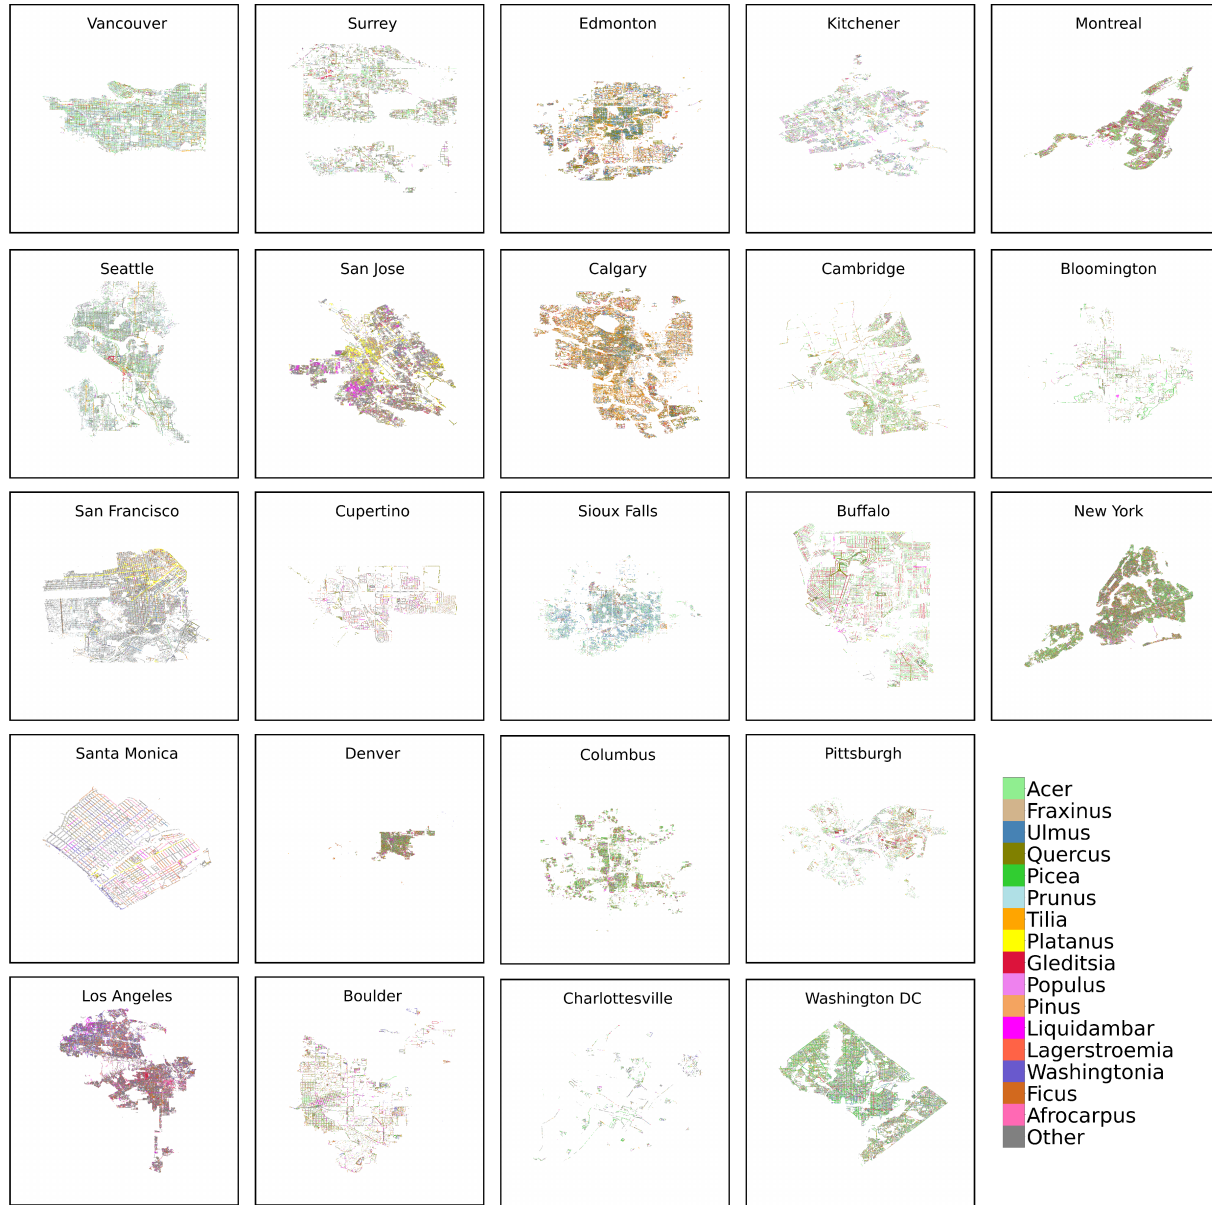 Vancouver
Surrey
Edmonton
Kitchener
Montreal
Seattle
San Jose
Calgary
Cambridge
Bloomington
San Francisco
Cupertino
Sioux Falls
Buffalo
New York
Santa Monica
Denver
Columbus
Pittsburgh
Los Angeles
Boulder
Charlottesville
Washington DC
Acer
Fraxinus
Ulmus
Quercus
Picea
Prunus
Tilia
Platanus
Gleditsia
Populus
Pinus
Liquidambar
Lagerstroemia
Washingtonia
Ficus
Afrocarpus
Other